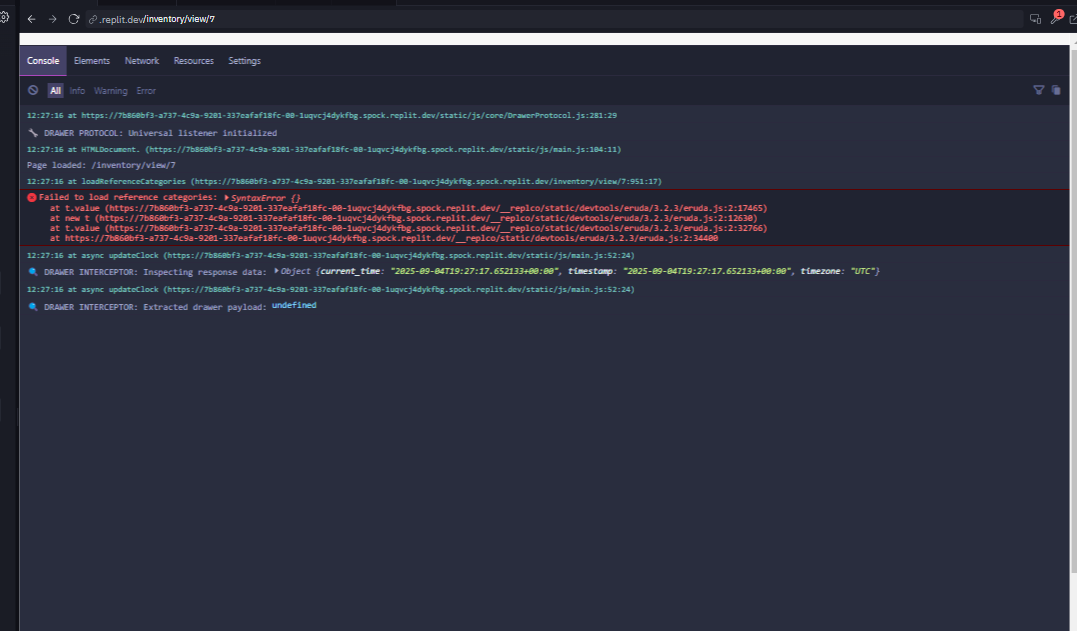 .replit.dev/inventory/view/7
1
Console Elements Network Resources Settings
All Info Warning Error
12:27:16 at https://7b860bf3-a737-4c9a-9201-337eafaf18fc-00-1uqvcj4dykfbg.spock.replit.dev/static/js/core/DrawerProtocol.js:281:29
🔧 DRAWER PROTOCOL: Universal listener initialized
12:27:16 at HTMLDocument. (https://7b860bf3-a737-4c9a-9201-337eafaf18fc-00-1uqvcj4dykfbg.spock.replit.dev/static/js/main.js:104:11)
Page loaded: /inventory/view/7
12:27:16 at loadReferenceCategories (https://7b860bf3-a737-4c9a-9201-337eafaf18fc-00-1uqvcj4dykfbg.spock.replit.dev/inventory/view/7:951:17)
Failed to load reference categories: SyntaxError {}
at t.value (https://7b860bf3-a737-4c9a-9201-337eafaf18fc-00-1uqvcj4dykfbg.spock.replit.dev/__replco/static/devtools/eruda/3.2.3/eruda.js:2:17465)
at new t (https://7b860bf3-a737-4c9a-9201-337eafaf18fc-00-1uqvcj4dykfbg.spock.replit.dev/__replco/static/devtools/eruda/3.2.3/eruda.js:2:12630)
at t.value (https://7b860bf3-a737-4c9a-9201-337eafaf18fc-00-1uqvcj4dykfbg.spock.replit.dev/__replco/static/devtools/eruda/3.2.3/eruda.js:2:32766)
at https://7b860bf3-a737-4c9a-9201-337eafaf18fc-00-1uqvcj4dykfbg.spock.replit.dev/__replco/static/devtools/eruda/3.2.3/eruda.js:2:34400
12:27:16 at async updateClock (https://7b860bf3-a737-4c9a-9201-337eafaf18fc-00-1uqvcj4dykfbg.spock.replit.dev/static/js/main.js:52:24)
🔍 DRAWER INTERCEPTOR: Inspecting response data: Object {current_time: "2025-09-04T19:27:17.652133+00:00", timestamp: "2025-09-04T19:27:17.652133+00:00", timezone: "UTC"}
12:27:16 at async updateClock (https://7b860bf3-a737-4c9a-9201-337eafaf18fc-00-1uqvcj4dykfbg.spock.replit.dev/static/js/main.js:52:24)
🔍 DRAWER INTERCEPTOR: Extracted drawer payload: undefined